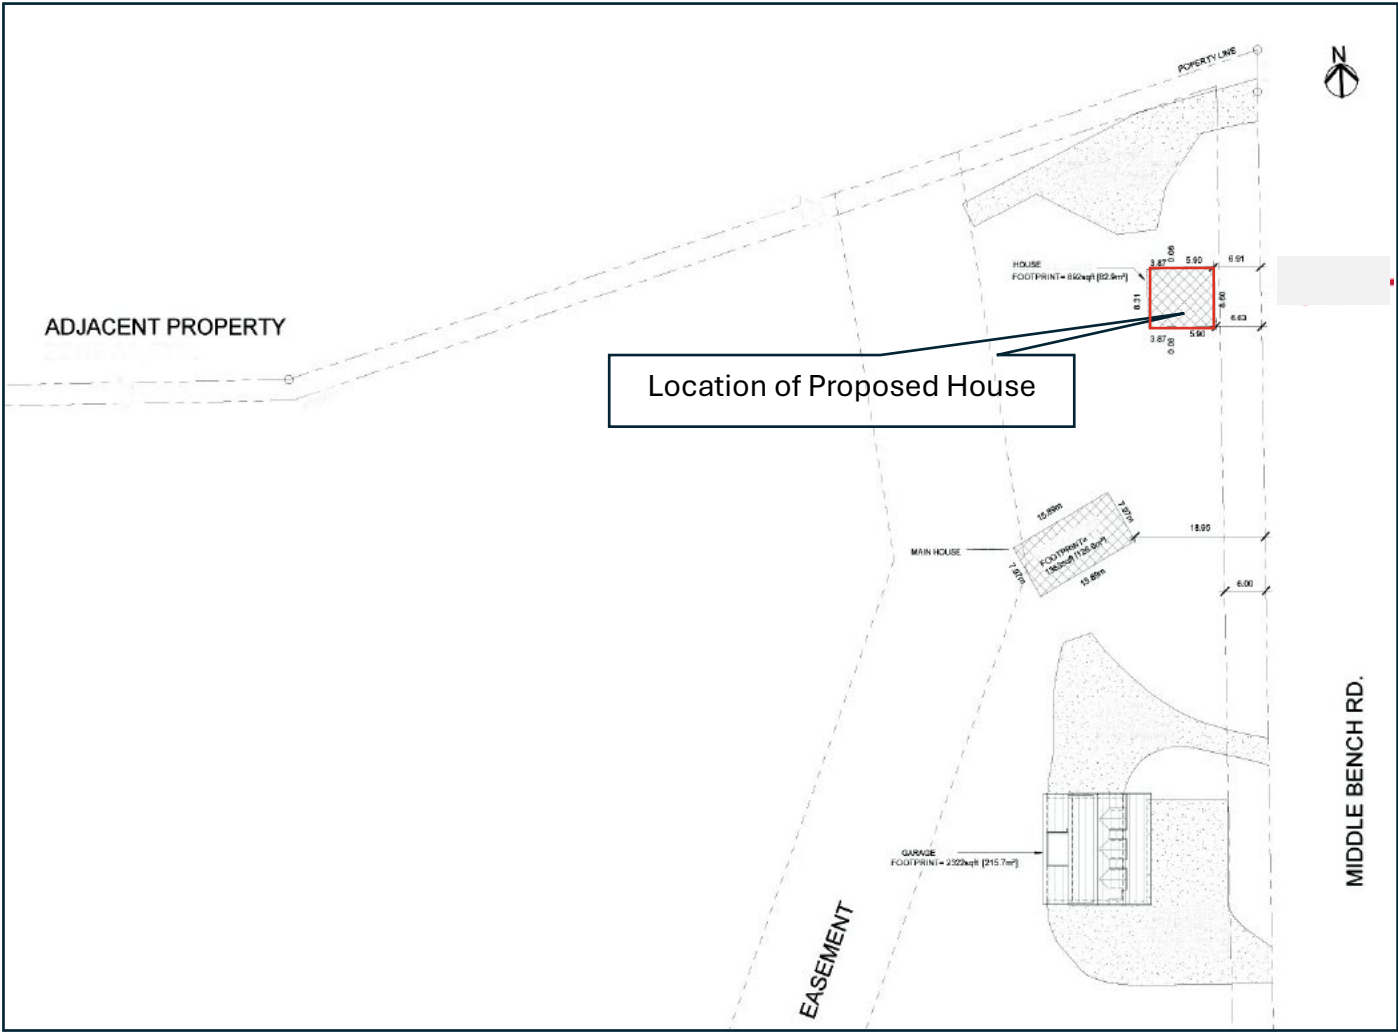 POPERTY LINE
N
HOUSE
FOOTPRINT= 892sqft [82.9m²]
3.87
0.06
5.90
6.91
8.31
8.60
6.63
3.87
0.06
5.90
ADJACENT PROPERTY
Location of Proposed House
15.89m
7.97m
18.95
MAIN HOUSE
FOOTPRINT=
7.97m
15.89m
6.00
MIDDLE BENCH RD.
GARAGE
FOOTPRINT= 2322sqft [215.7m²]
EASEMENT